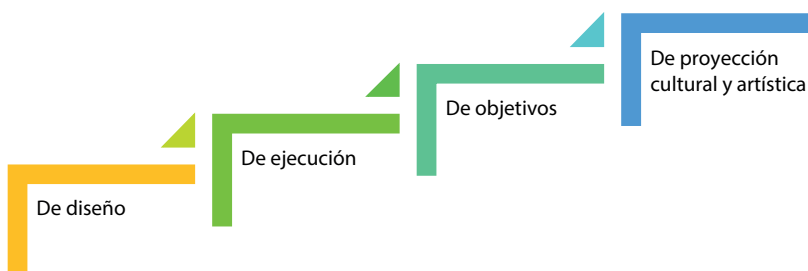 De diseño
De ejecución
De objetivos
De proyección
cultural y artística